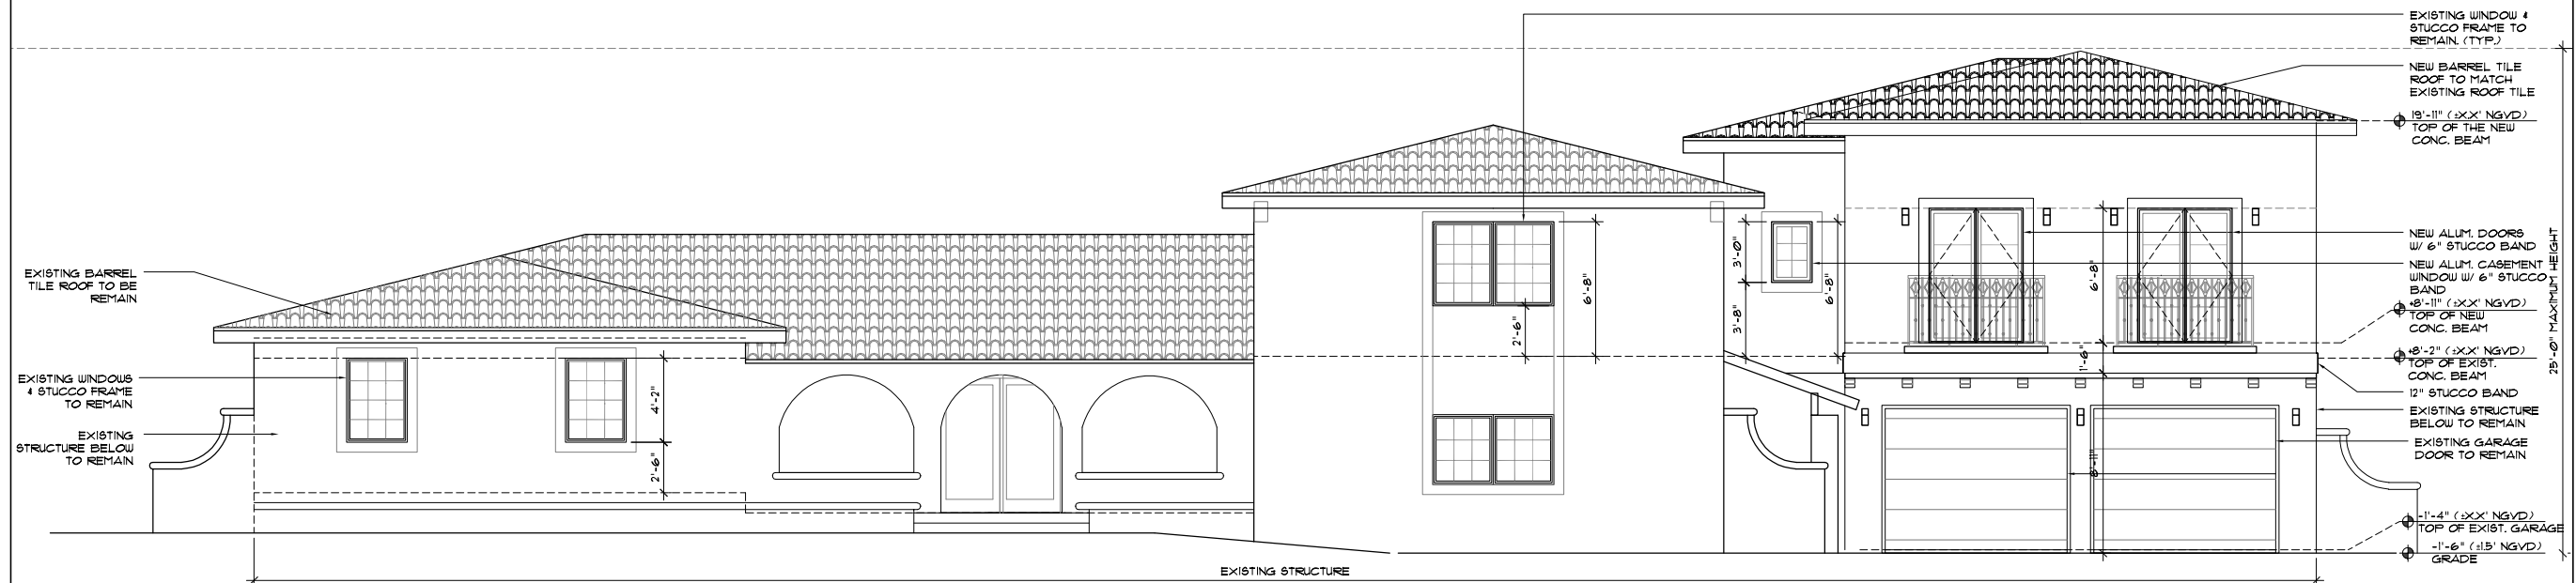 EXISTING WINDOW &
STUCCO FRAME TO
REMAIN. (TYP.)
NEW BARREL TILE
ROOF TO MATCH
EXISTING ROOF TILE
19'-11" (±X.X' NGVD)
TOP OF THE NEW
CONC. BEAM
NEW ALUM. DOORS
W/ 6" STUCCO BAND
NEW ALUM. CASEMENT
WINDOW W/ 6" STUCCO
BAND
+8'-11" (±X.X' NGVD)
TOP OF NEW
CONC. BEAM
+8'-2" (±X.X' NGVD)
TOP OF EXIST.
CONC. BEAM
12" STUCCO BAND
EXISTING STRUCTURE
BELOW TO REMAIN
EXISTING GARAGE
DOOR TO REMAIN
-1'-4" (±X.X' NGVD)
TOP OF EXIST. GARAGE
-1'-6" (±1.5' NGVD)
GRADE
25'-0" MAXIMUM HEIGHT
EXISTING BARREL
TILE ROOF TO BE
REMAIN
EXISTING WINDOWS
& STUCCO FRAME
TO REMAIN
EXISTING
STRUCTURE BELOW
TO REMAIN
4'-2"
2'-6"
2'-6"
6'-8"
3'-0"
3'-8"
6'-8"
6'-8"
1'-6"
8'-11"
EXISTING STRUCTURE